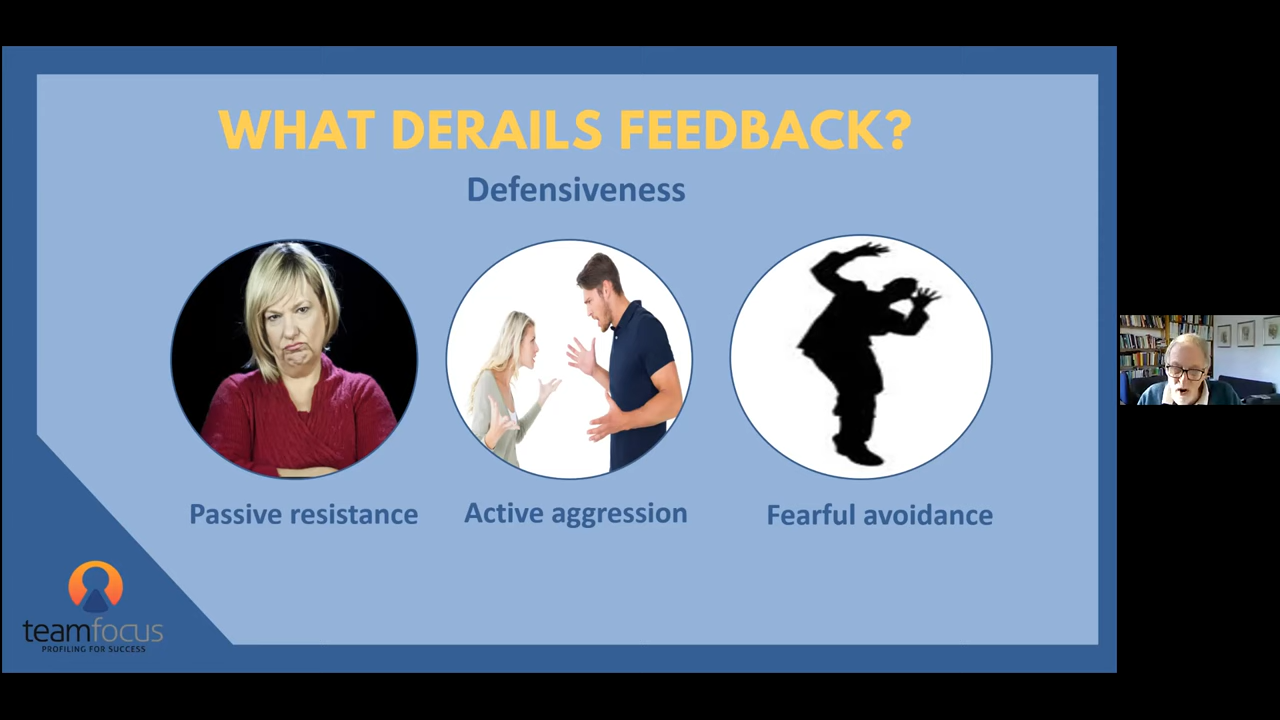 WHAT DERAILS FEEDBACK?
Defensiveness
Passive resistance
Active aggression
Fearful avoidance
teamfocus
PROFILING FOR SUCCESS